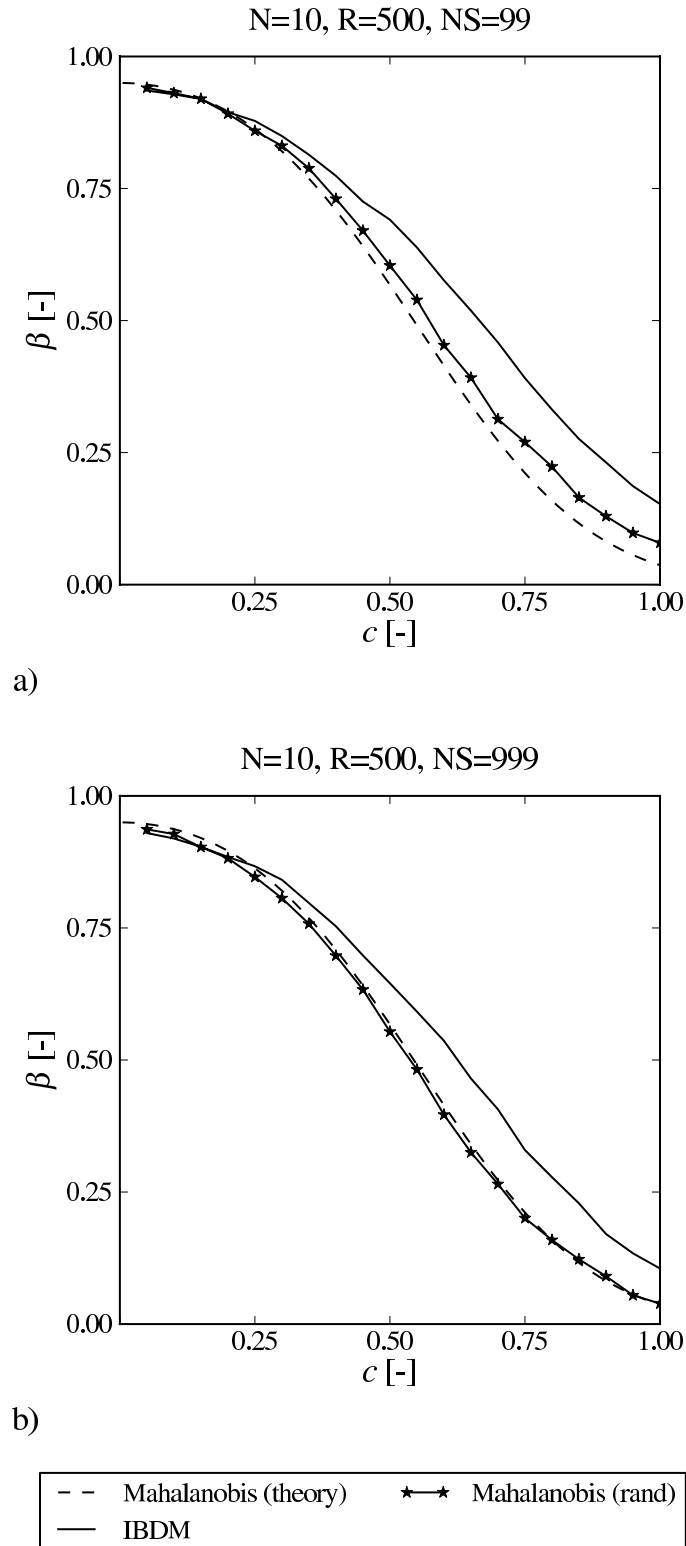 N=10, R=500, NS=99
1.00
0.75
0.50
0.25
0.00
β [-]
0.25 0.50 0.75 1.00
c [-]
a)
N=10, R=500, NS=999
1.00
0.75
0.50
0.25
0.00
β [-]
0.25 0.50 0.75 1.00
c [-]
b)
Mahalanobis (theory) Mahalanobis (rand)
IBDM